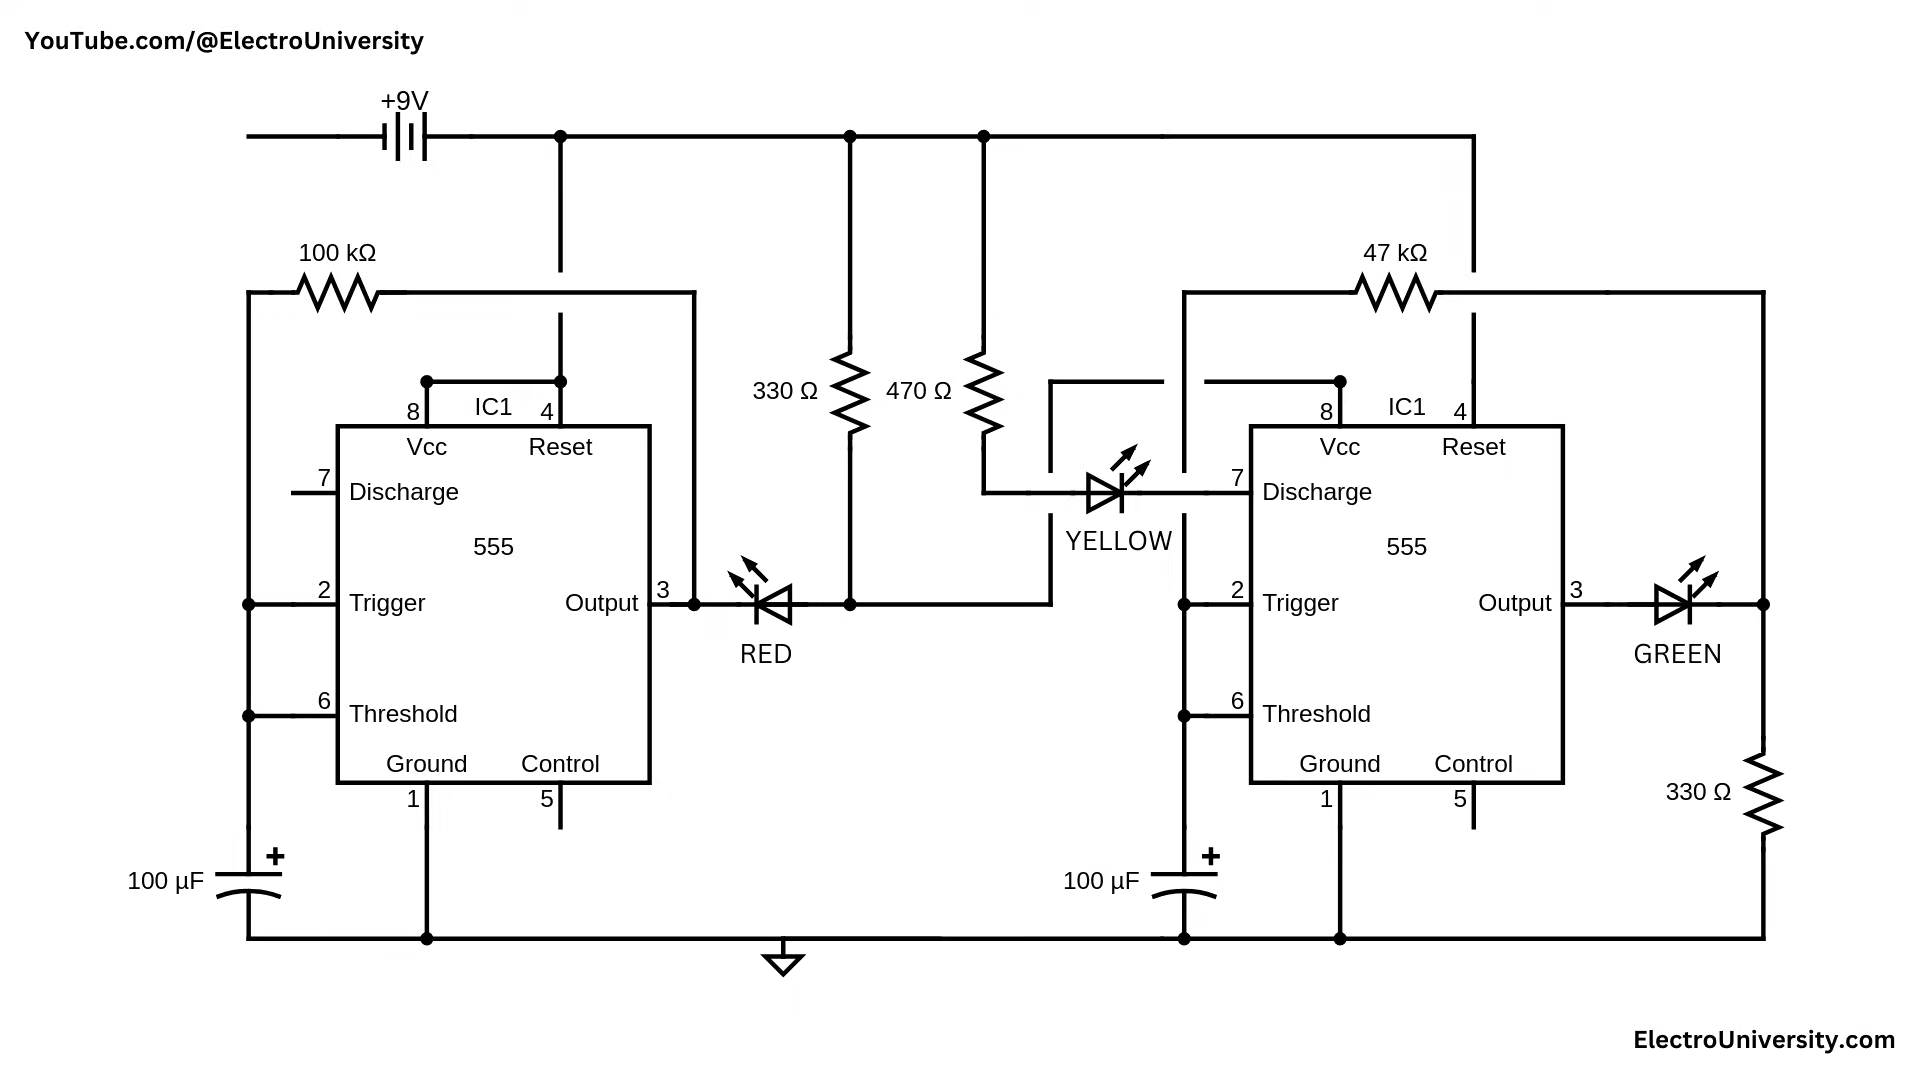 YouTube.com/@ElectroUniversity
+9V
100 kΩ
47 kΩ
330 Ω
470 Ω
8
IC1
4
Vcc
Reset
7
Discharge
555
2
Trigger
Output
3
6
Threshold
Ground
Control
1
5
100 µF
RED
YELLOW
8
IC1
4
Vcc
Reset
7
Discharge
555
2
Trigger
Output
3
6
Threshold
Ground
Control
1
5
100 µF
GREEN
330 Ω
ElectroUniversity.com